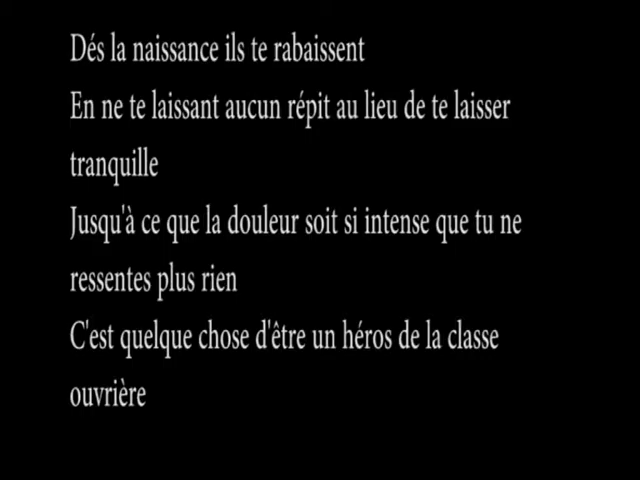 Dés la naissance ils te rabaissent
En ne te laissant aucun répit au lieu de te laisser
tranquille
Jusqu'à ce que la douleur soit si intense que tu ne
ressentes plus rien
C'est quelque chose d'être un héros de la classe
ouvrière